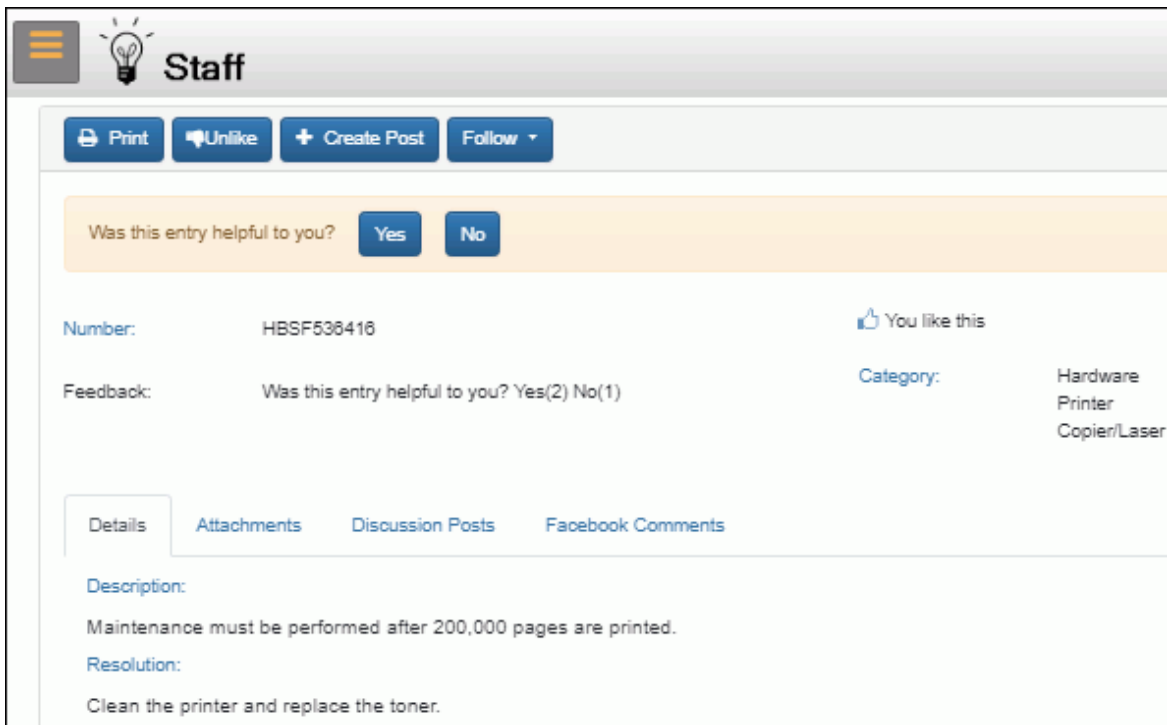 Staff
Print Unlike Create Post Follow
Was this entry helpful to you? Yes No
Number: HBSF536416 You like this
Feedback: Was this entry helpful to you? Yes(2) No(1) Category: Hardware
Printer
Copier/Laser
Details Attachments Discussion Posts Facebook Comments
Description:
Maintenance must be performed after 200,000 pages are printed.
Resolution:
Clean the printer and replace the toner.